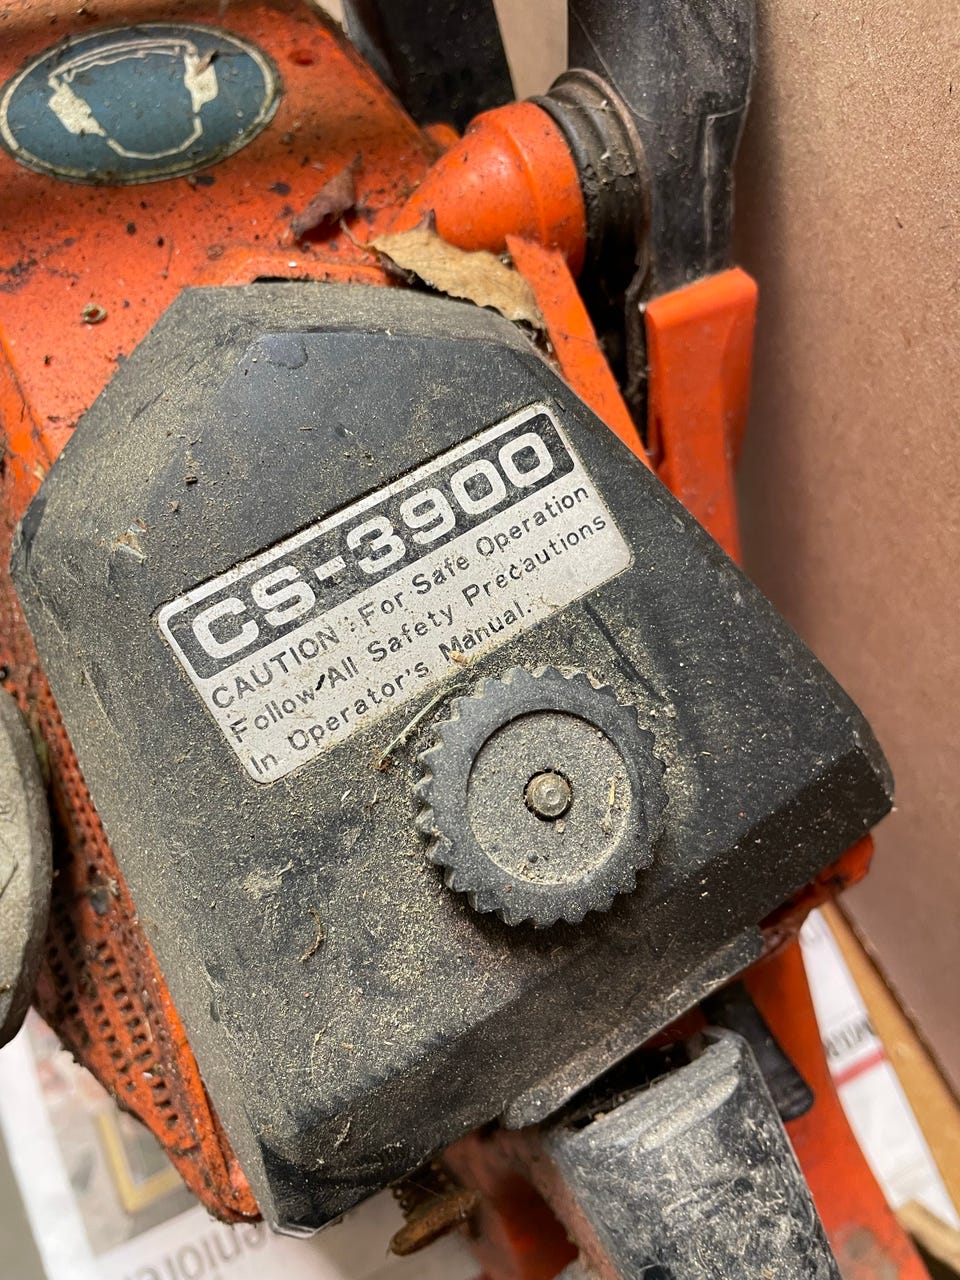 CS-3900
CAUTION : For Safe Operation
Follow All Safety Precautions
In Operator's Manual.